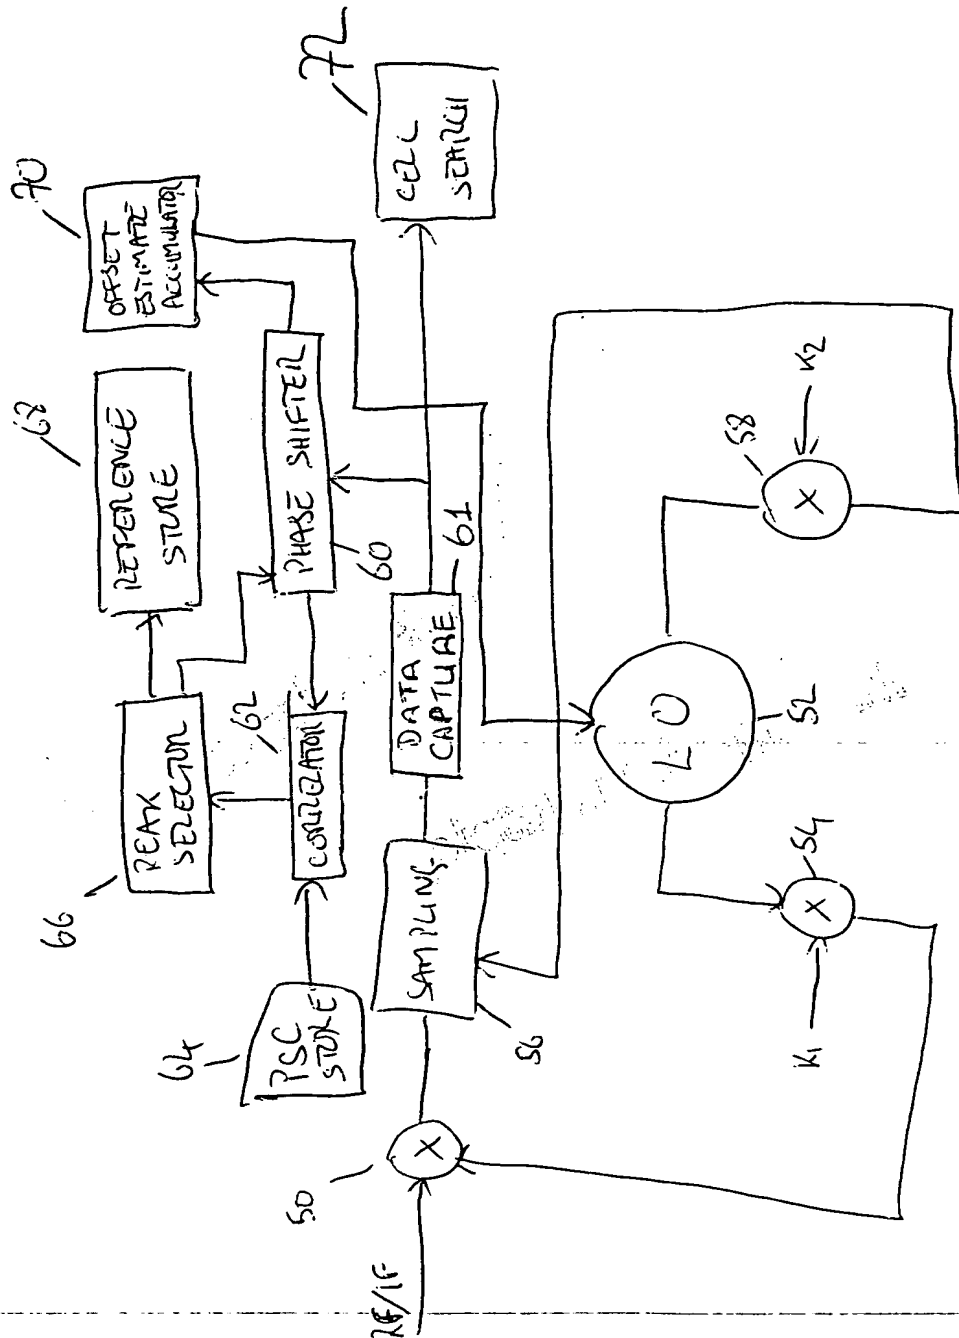 70
OFFSET
ESTIMATE
ACCUMULATOR
72
CELL
SEARCH
68
REFERENCE
STORE
PHASE SHIFTER
60
66
PEAK
SELECTOR
62
CORRELATOR
64
PSC
STORE
DATA
CAPTURE
61
SAMPLING
56
50
X
RF/IF
LO
52
58
X
K2
54
X
K1